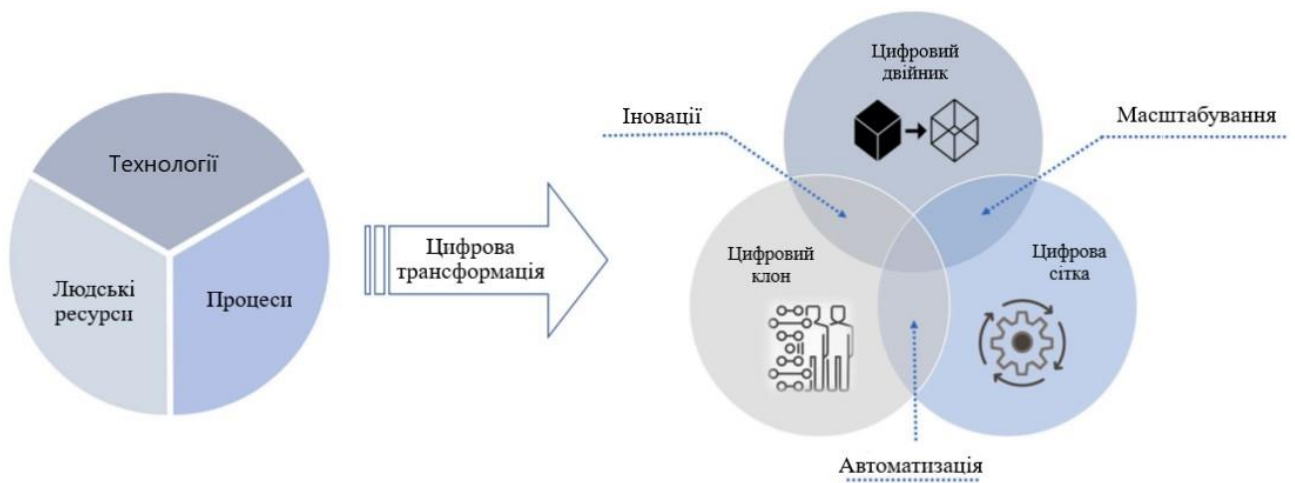 Технології
Людські
ресурси
Процеси
Цифрова
трансформація
Цифровий
двійник
Іновації
Масштабування
Цифровий
клон
Цифрова
сітка
Автоматизація